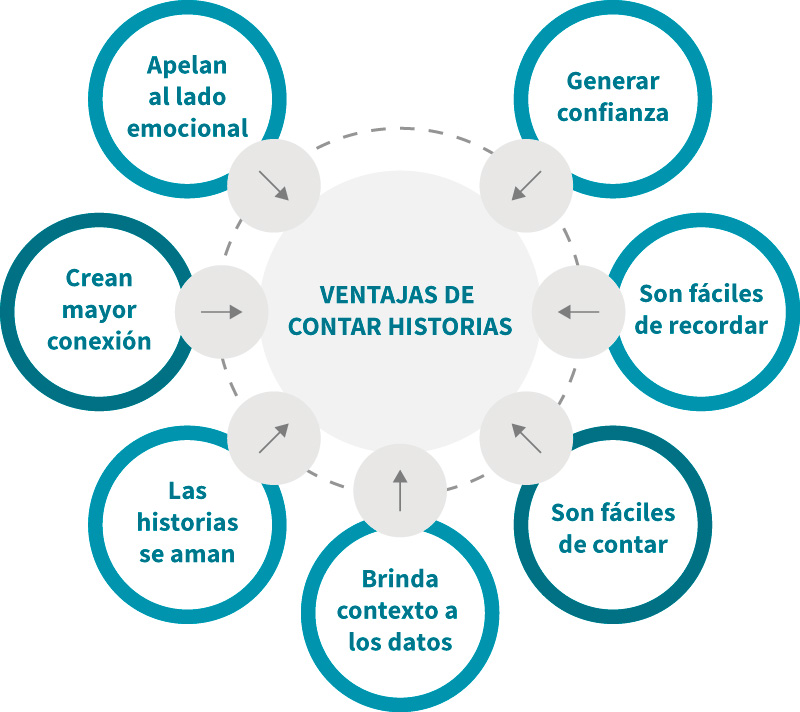 Apelan
al lado
emocional
Generar
confianza
Crean
mayor
conexión
VENTAJAS DE
CONTAR HISTORIAS
Son fáciles
de recordar
Las
historias
se aman
Son fáciles
de contar
Brinda
contexto a
los datos